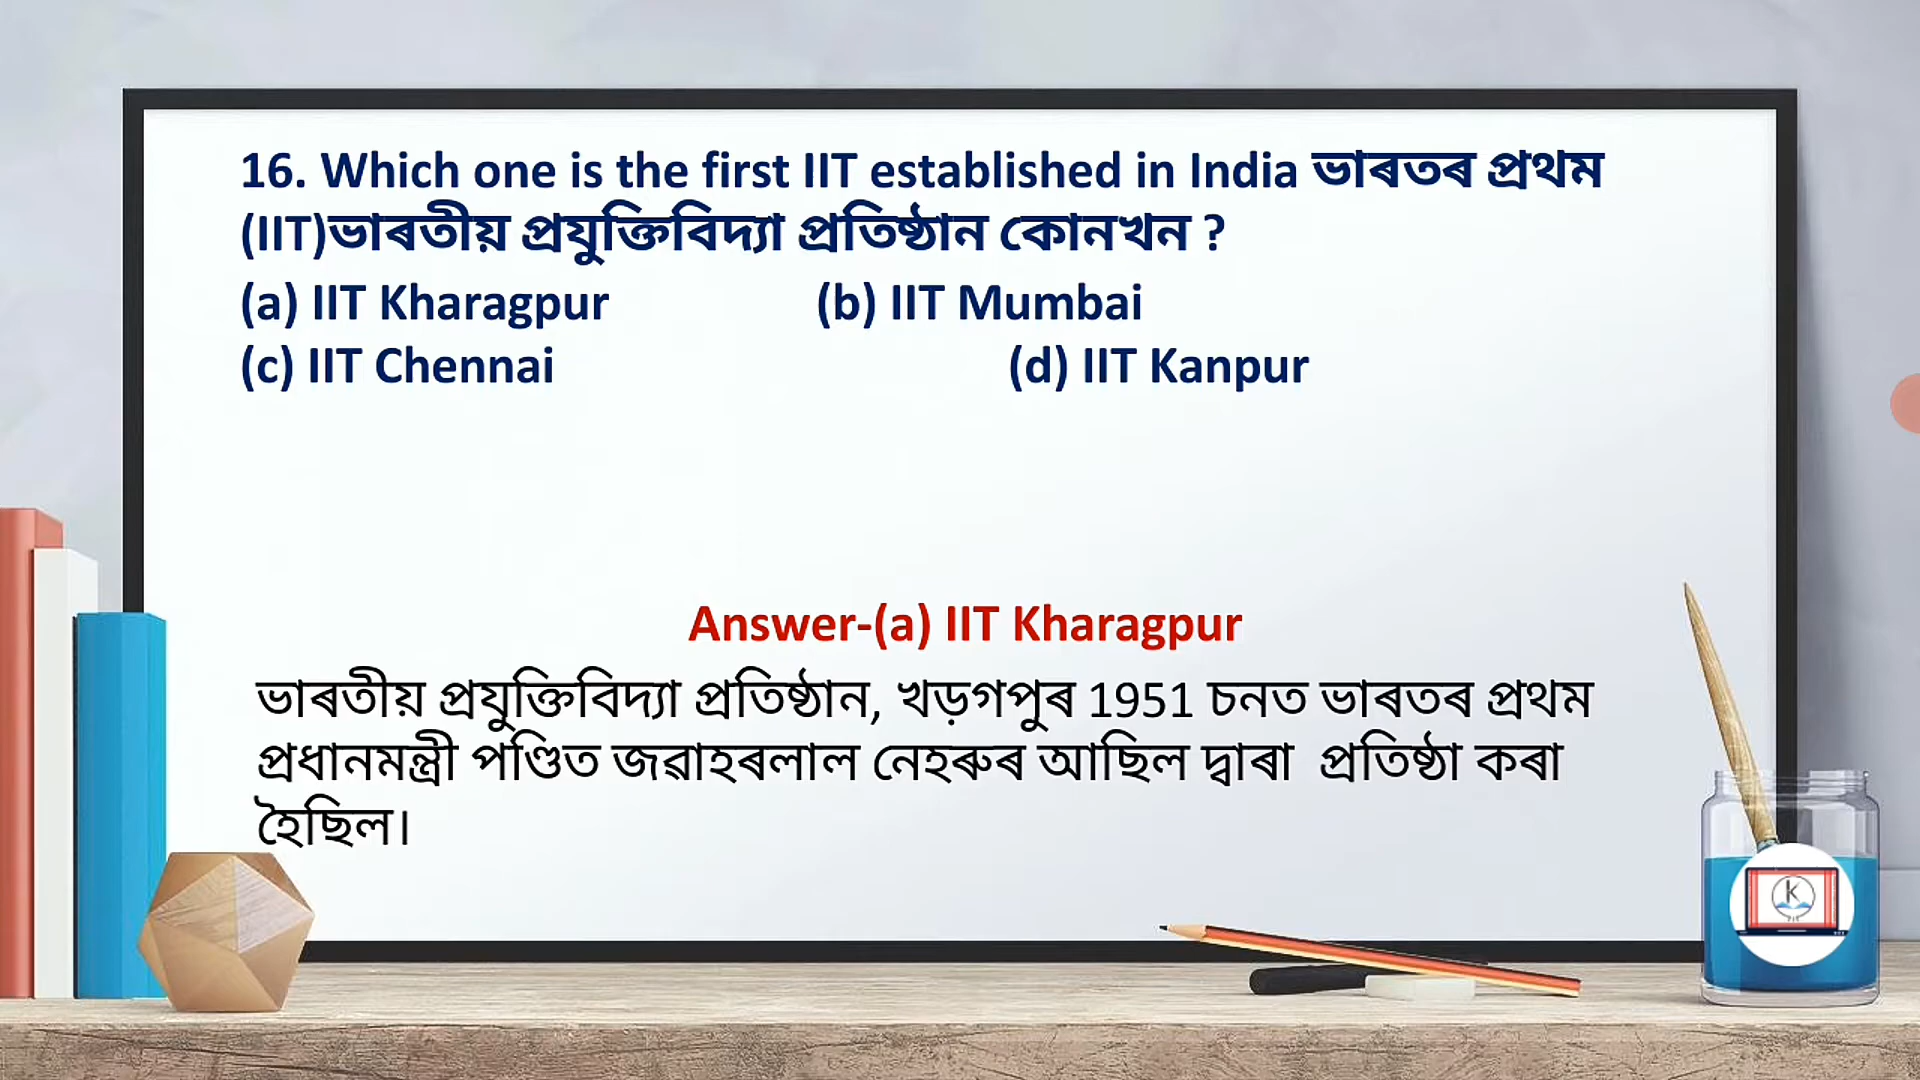 16. Which one is the first IIT established in India ভাৰতৰ প্ৰথম
(IIT)ভাৰতীয় প্ৰযুক্তিবিদ্যা প্ৰতিষ্ঠান কোনখন ?
(a) IIT Kharagpur (b) IIT Mumbai
(c) IIT Chennai (d) IIT Kanpur
Answer-(a) IIT Kharagpur
ভাৰতীয় প্ৰযুক্তিবিদ্যা প্ৰতিষ্ঠান, খড়গপুৰ 1951 চনত ভাৰতৰ প্ৰথম
প্ৰধানমন্ত্ৰী পণ্ডিত জৱাহৰলাল নেহৰুৰ আছিল দ্বাৰা প্ৰতিষ্ঠা কৰা
হৈছিল।
K